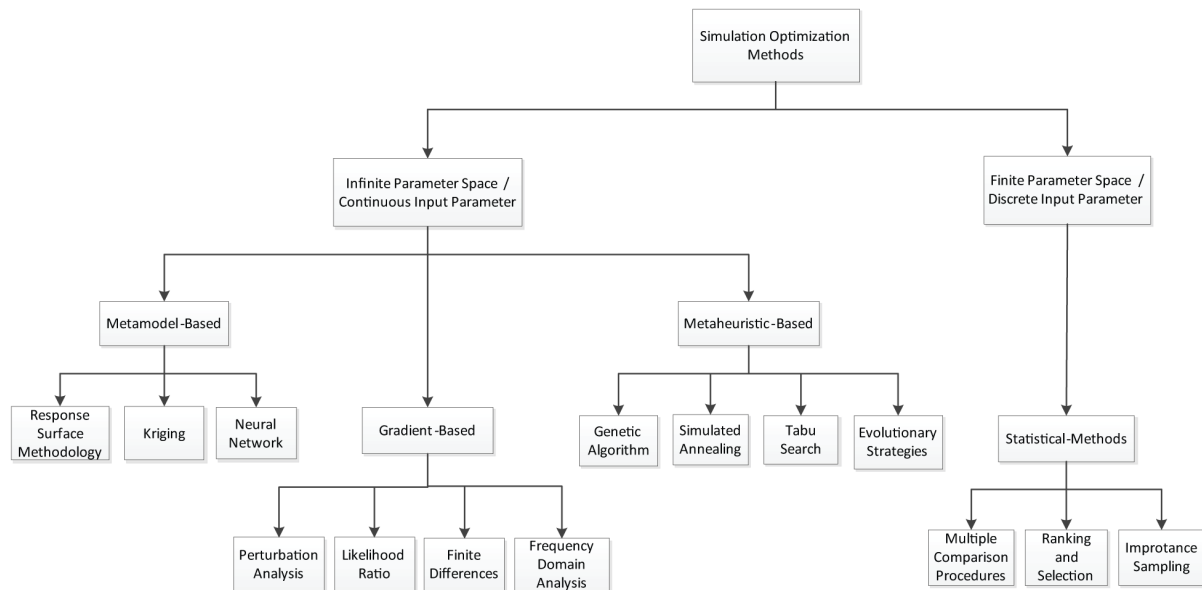 Simulation Optimization
Methods
Infinite Parameter Space /
Continuous Input Parameter
Finite Parameter Space /
Discrete Input Parameter
Metamodel-Based
Metaheuristic-Based
Response
Surface
Methodology
Kriging
Neural
Network
Gradient-Based
Genetic
Algorithm
Simulated
Annealing
Tabu
Search
Evolutionary
Strategies
Statistical-Methods
Perturbation
Analysis
Likelihood
Ratio
Finite
Differences
Frequency
Domain
Analysis
Multiple
Comparison
Procedures
Ranking
and
Selection
Improtance
Sampling